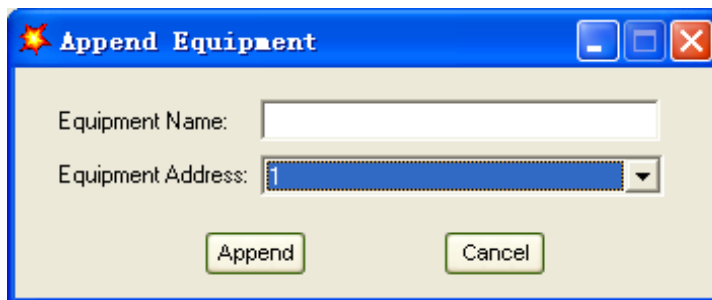 Append Equipment
Equipment Name:
Equipment Address: 1
Append Cancel